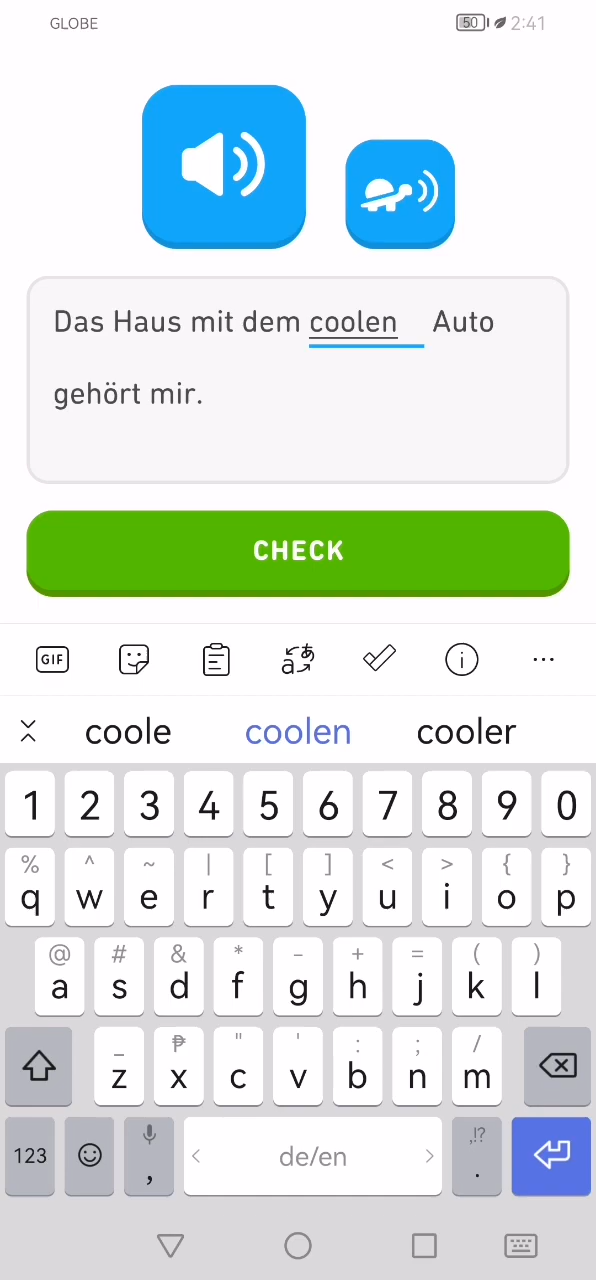 GLOBE 50 2:41
Das Haus mit dem coolen Auto
gehört mir.
CHECK
GIF a あ i ...
coole coolen cooler
1 2 3 4 5 6 7 8 9 0
% ^ ~ | [ ] < > { }
q w e r t y u i o p
@ # & * - + = ( )
a s d f g h j k l
_ ₱ " ' : ; /
z x c v b n m
,!?
123 , < de/en > .